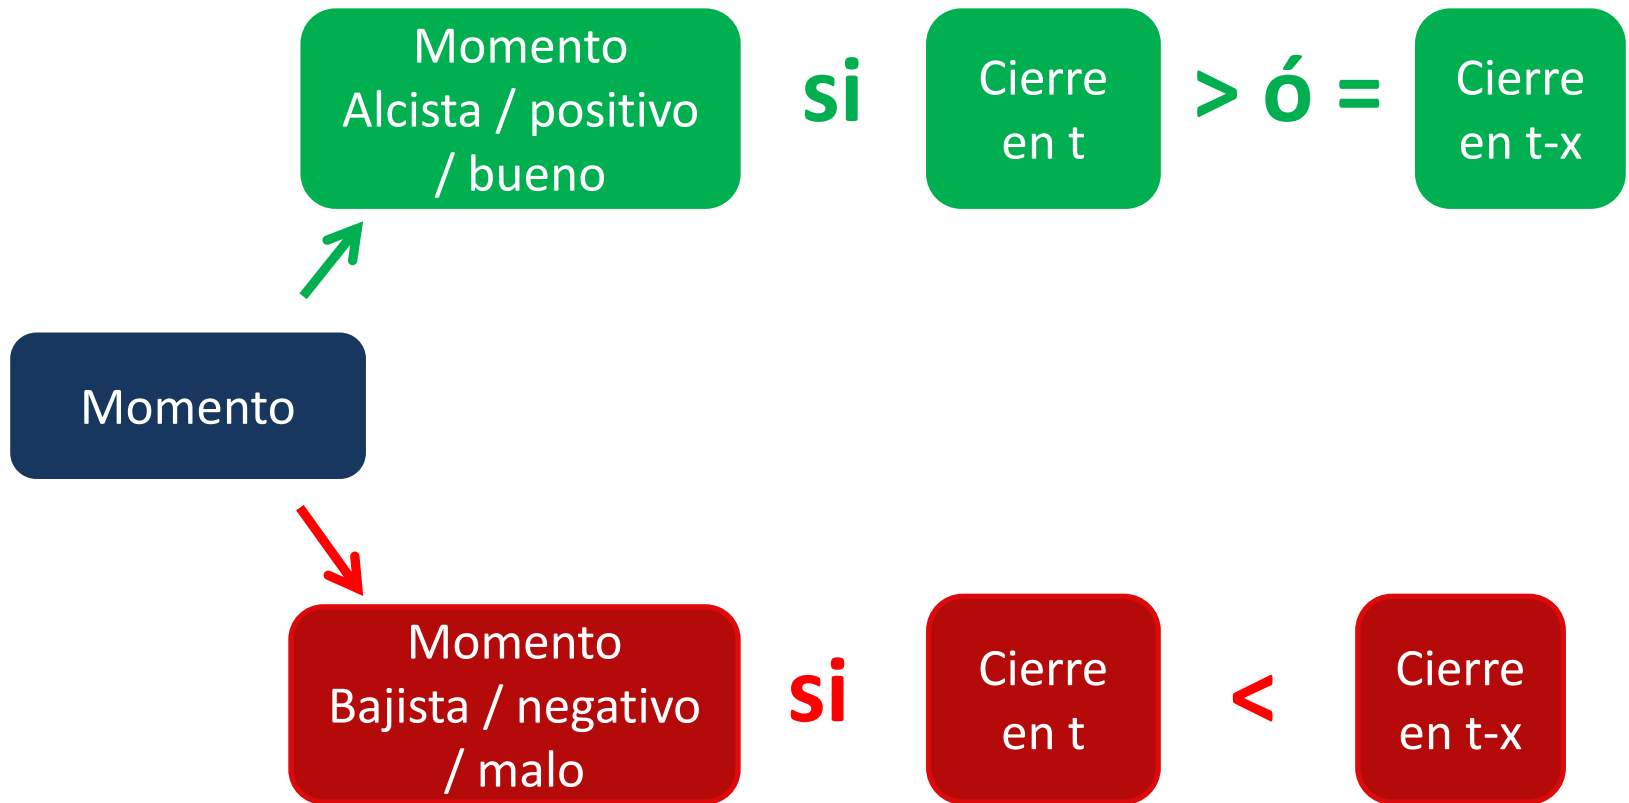 Momento
Alcista / positivo
/ bueno
si
Cierre
en t
> ó =
Cierre
en t-x
Momento
Momento
Bajista / negativo
/ malo
si
Cierre
en t
<
Cierre
en t-x